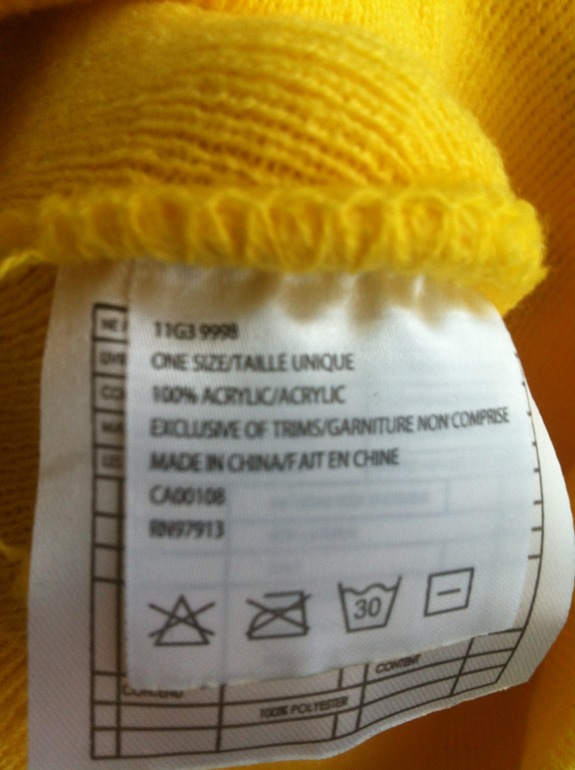 11G3 9998
ONE SIZE/TAILLE UNIQUE
100% ACRYLIC/ACRYLIC
EXCLUSIVE OF TRIMS/GARNITURE NON COMPRISE
MADE IN CHINA/FAIT EN CHINE
CA00108
RN97913
30
CONTENT
100% POLYESTER